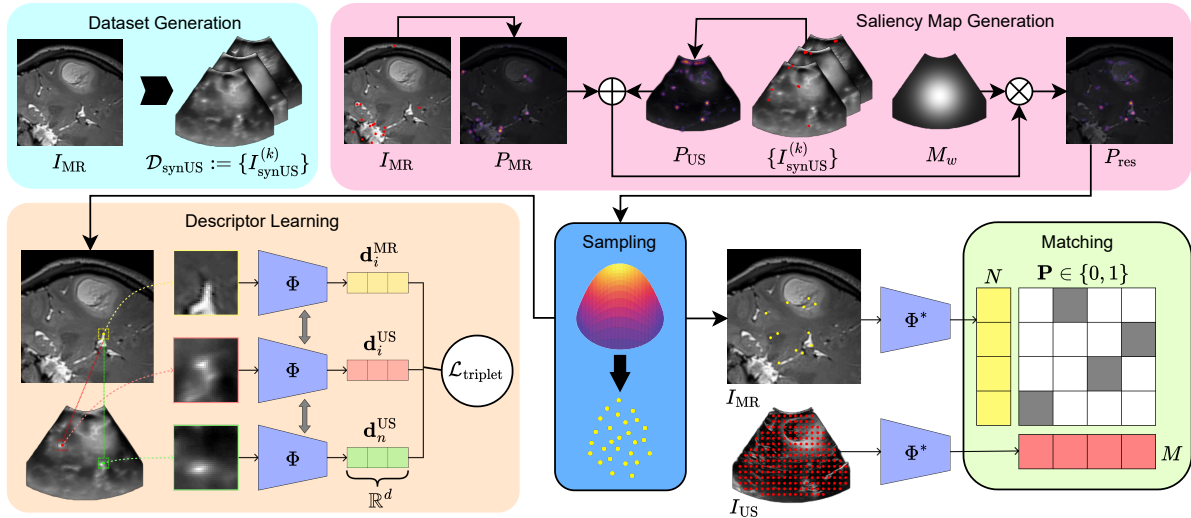 Dataset Generation
I_MR
D_synUS := {I_synUS^(k)}
Saliency Map Generation
I_MR
P_MR
P_US
{I_synUS^(k)}
M_w
P_res
Descriptor Learning
Φ
d_i^MR
Φ
d_i^US
Φ
d_n^US
ℝ^d
L_triplet
Sampling
I_MR
I_US
Φ*
Φ*
Matching
N
P ∈ {0, 1}
M